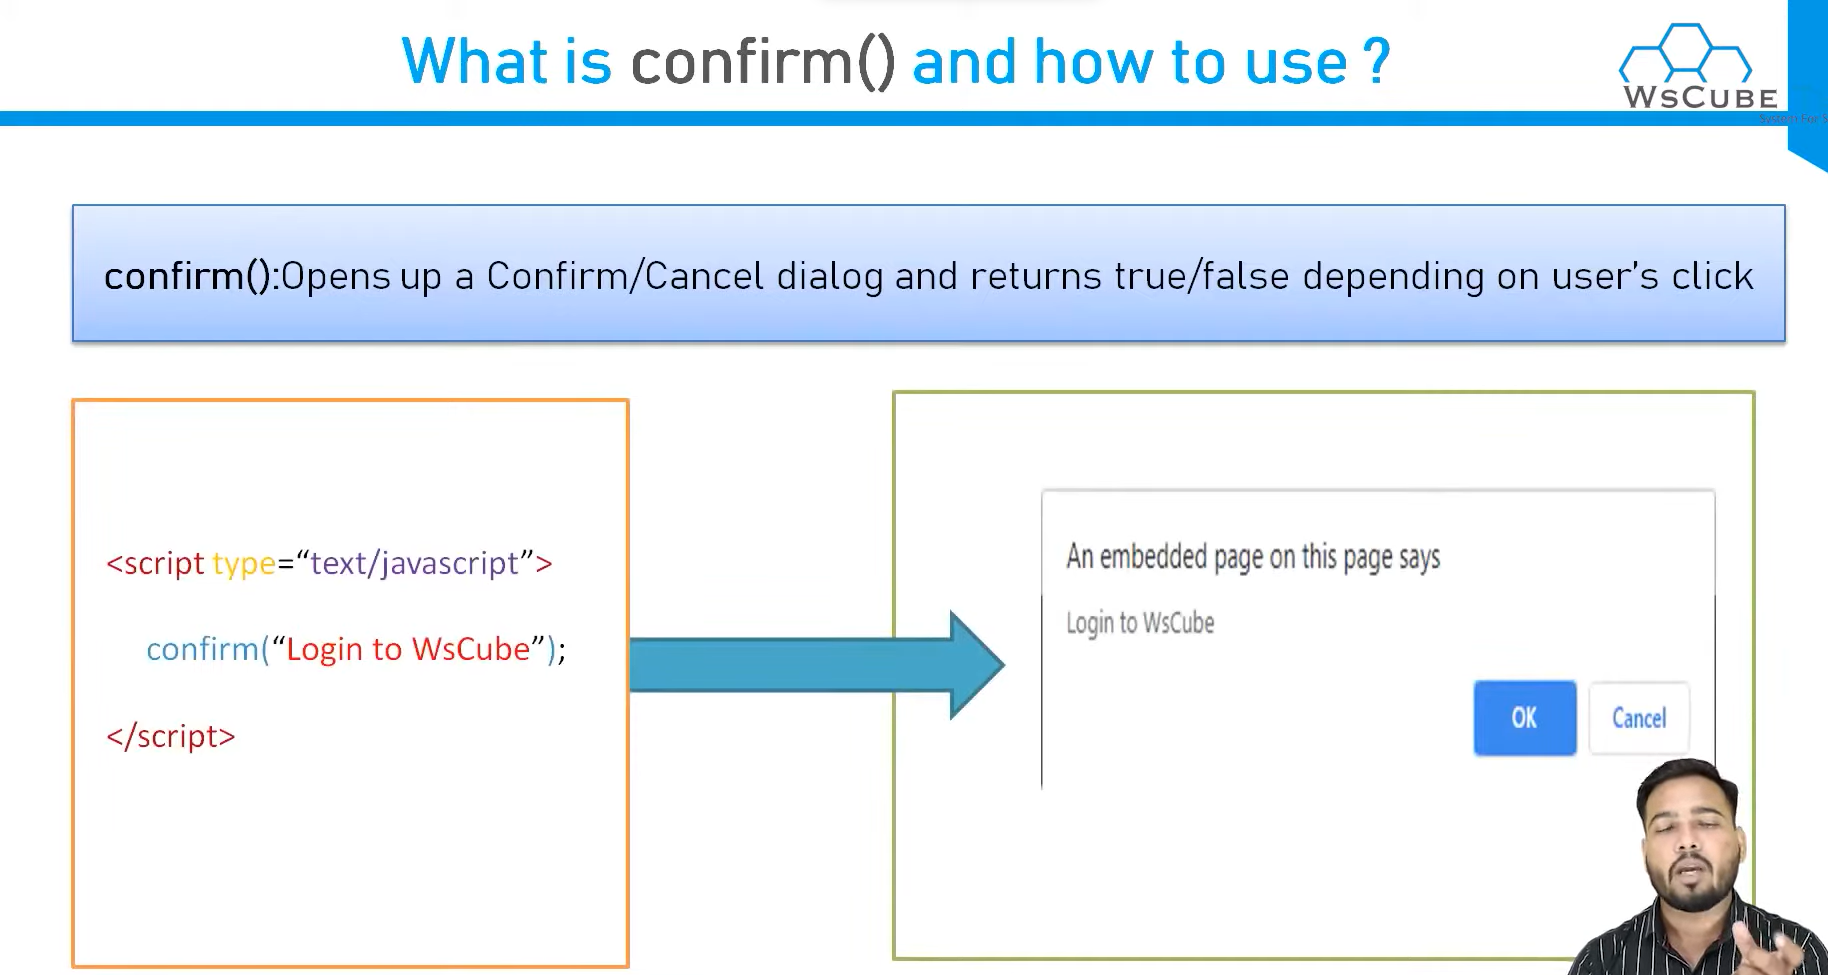 What is confirm() and how to use ?
WSCUBE
System For S
confirm():Opens up a Confirm/Cancel dialog and returns true/false depending on user’s click
<script type=“text/javascript”>
confirm(“Login to WsCube”);
</script>
An embedded page on this page says
Login to WsCube
OK
Cancel